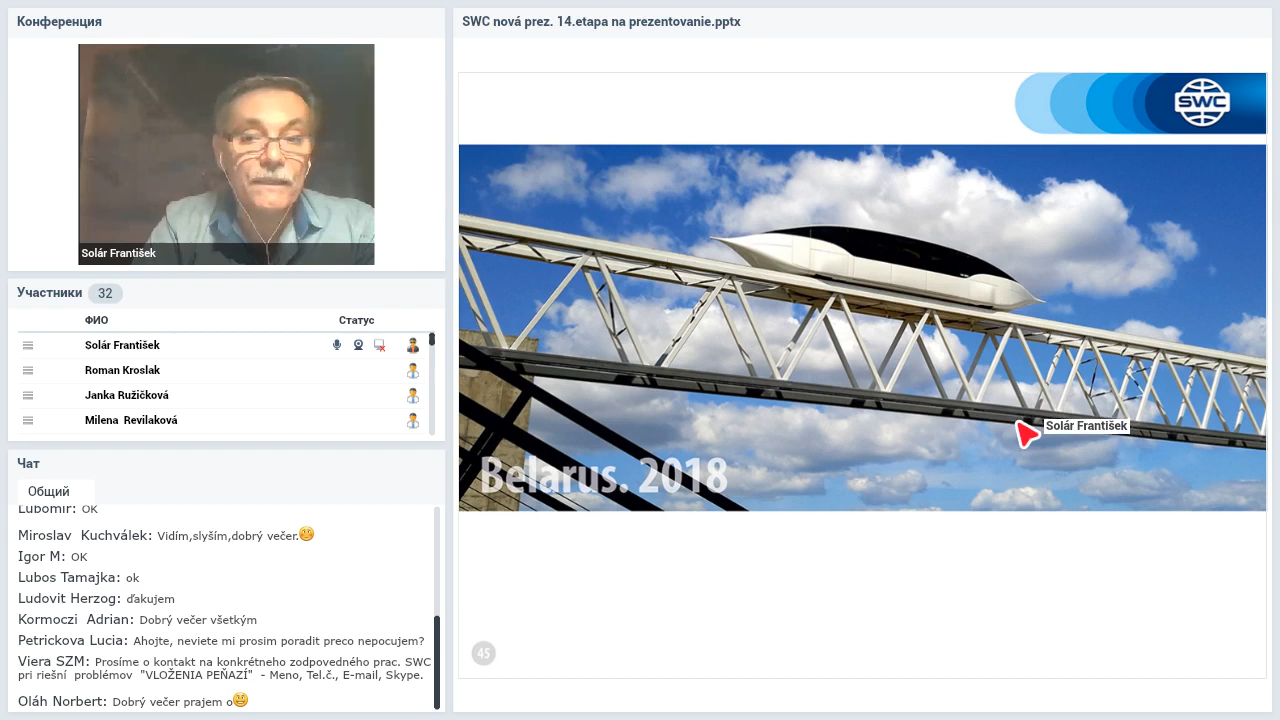 Конференция
Solár František
Участники 32
ФИО Статус
Solár František
Roman Kroslak
Janka Ružičková
Milena Revilaková
Чат
Общий
Lubomir: OK
Miroslav Kuchválek: Vidím,slyším,dobrý večer.
Igor M: OK
Lubos Tamajka: ok
Ludovit Herzog: ďakujem
Kormoczi Adrian: Dobrý večer všetkým
Petrickova Lucia: Ahojte, neviete mi prosim poradit preco nepocujem?
Viera SZM: Prosíme o kontakt na konkrétneho zodpovedného prac. SWC
pri riešní problémov "VLOŽENIA PEŇAZÍ" - Meno, Tel.č., E-mail, Skype.
Oláh Norbert: Dobrý večer prajem o
SWC nová prez. 14.etapa na prezentovanie.pptx
SWC
Solár František
Belarus. 2018
45